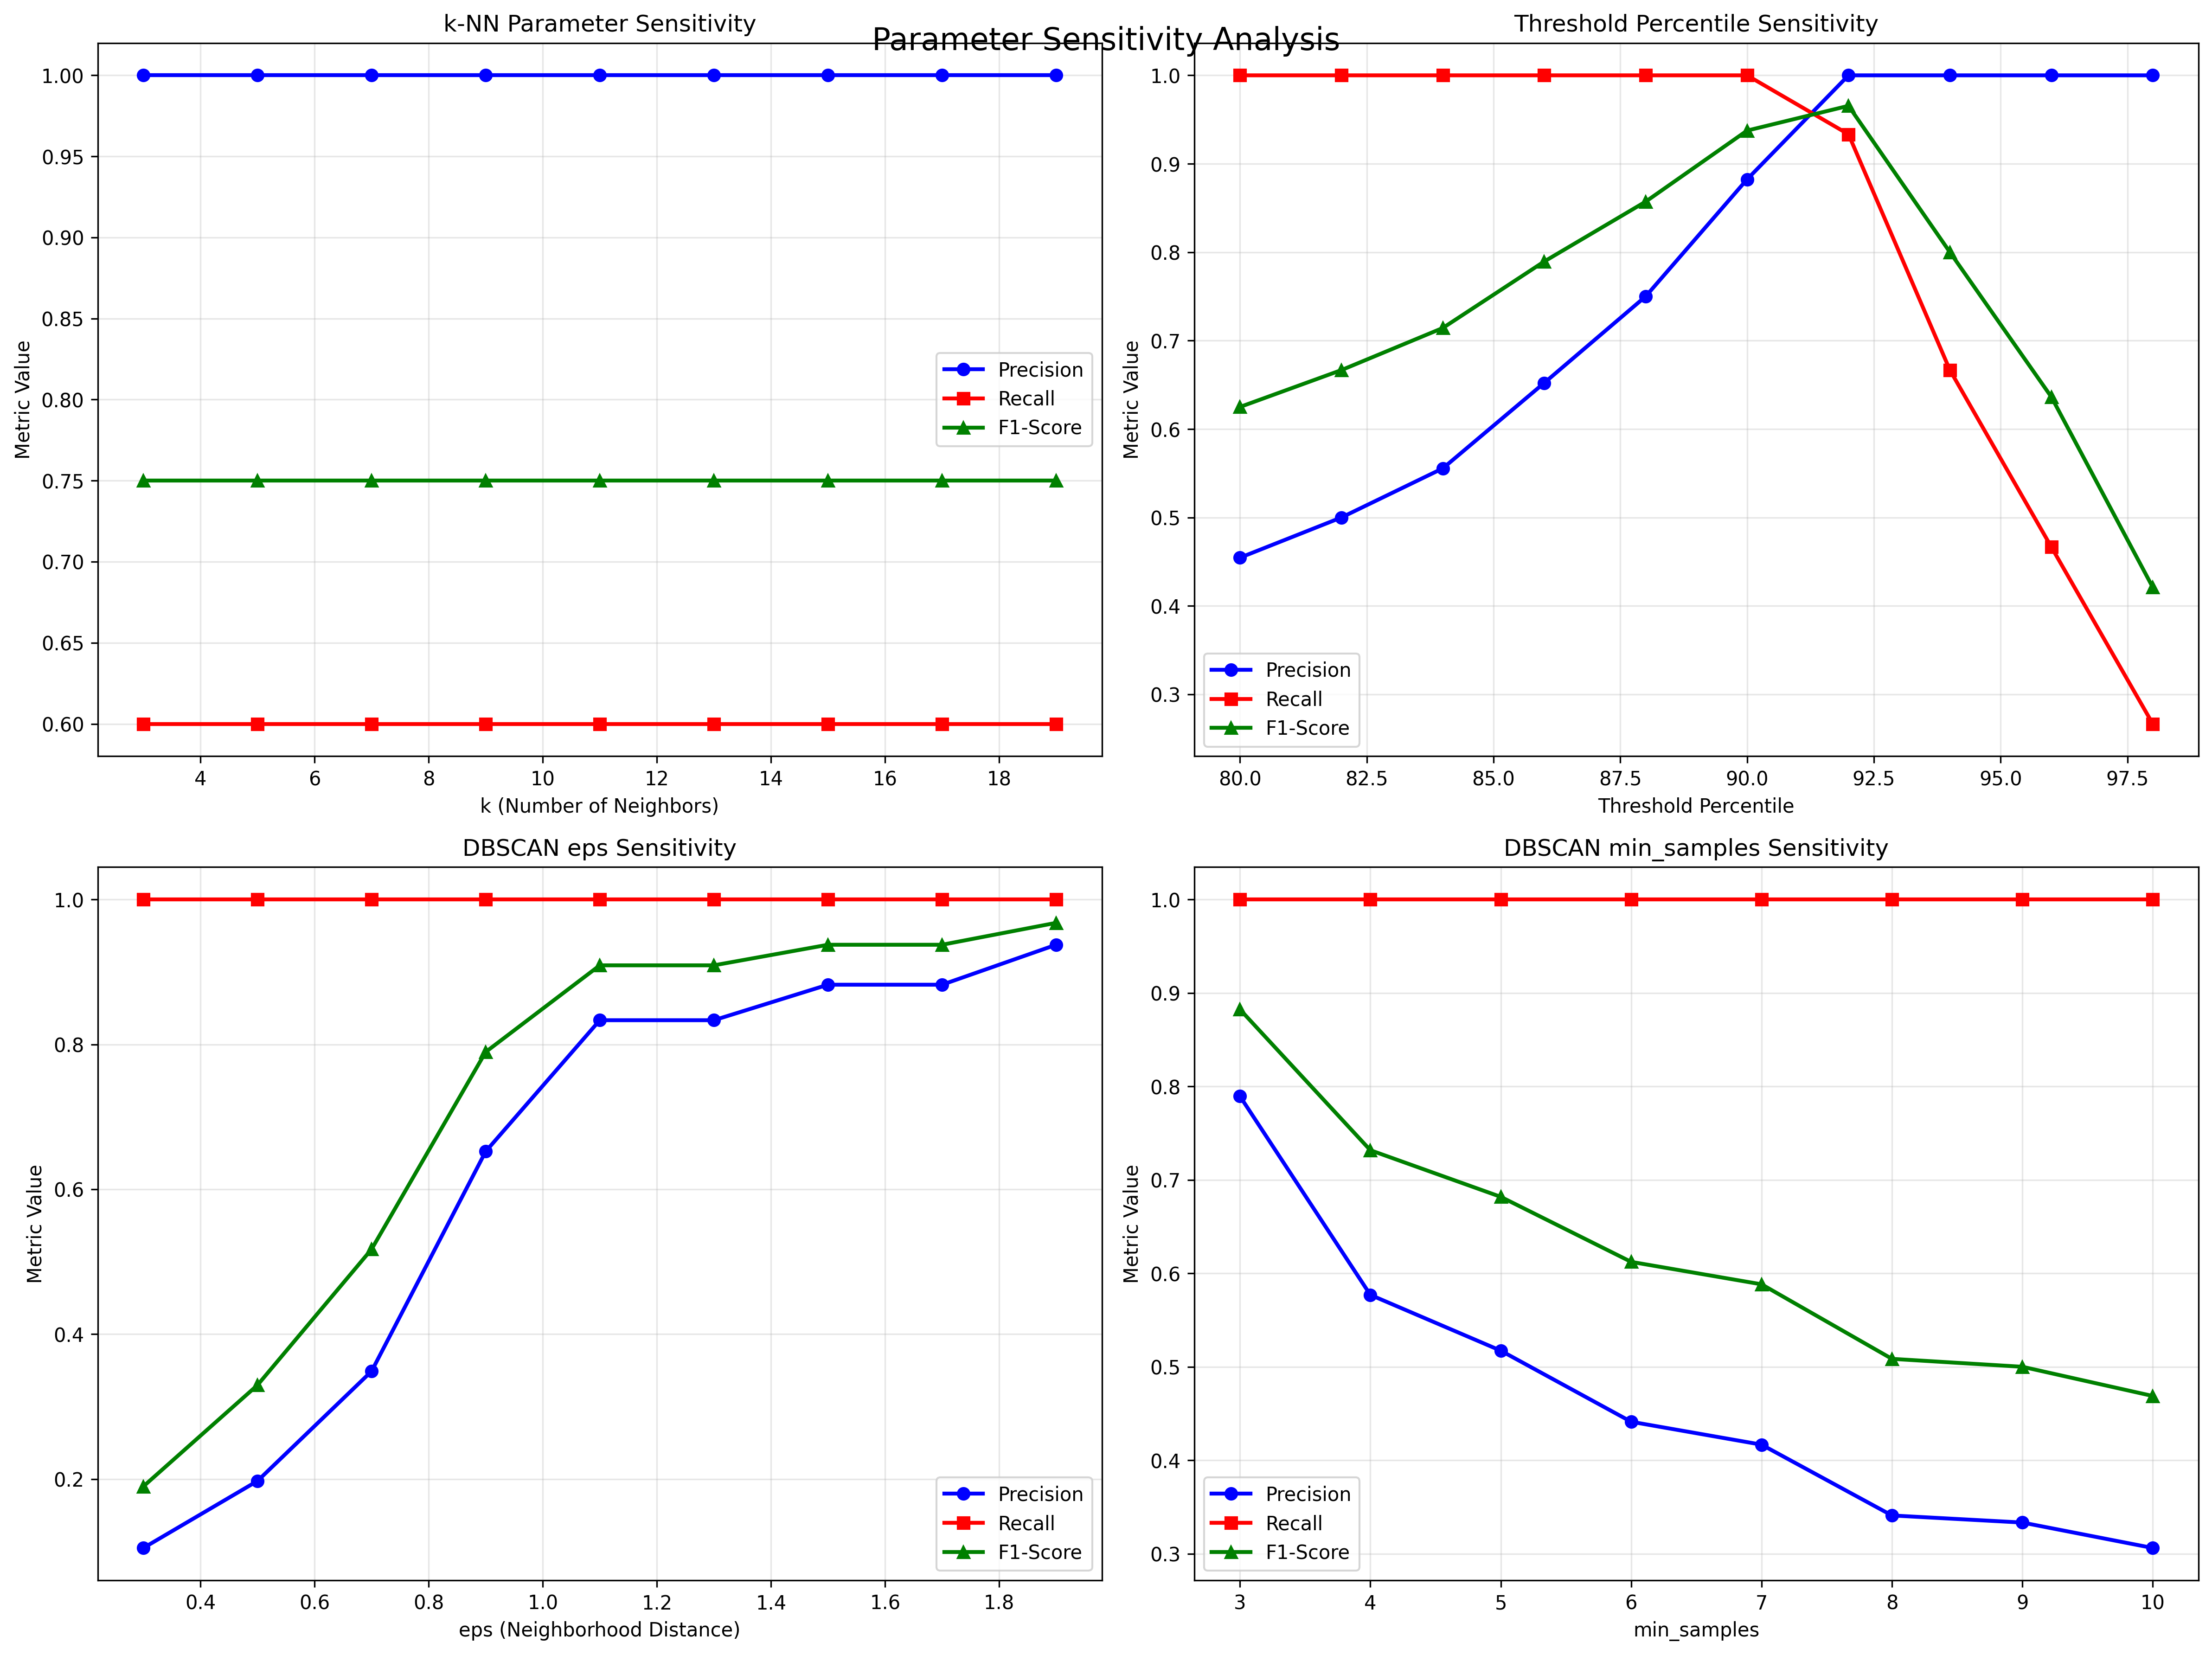 Parameter Sensitivity Analysis
k-NN Parameter Sensitivity
Metric Value
1.00
0.95
0.90
0.85
0.80
0.75
0.70
0.65
0.60
Precision
Recall
F1-Score
4 6 8 10 12 14 16 18
k (Number of Neighbors)
Threshold Percentile Sensitivity
Metric Value
1.0
0.9
0.8
0.7
0.6
0.5
0.4
0.3
Precision
Recall
F1-Score
80.0 82.5 85.0 87.5 90.0 92.5 95.0 97.5
Threshold Percentile
DBSCAN eps Sensitivity
Metric Value
1.0
0.8
0.6
0.4
0.2
Precision
Recall
F1-Score
0.4 0.6 0.8 1.0 1.2 1.4 1.6 1.8
eps (Neighborhood Distance)
DBSCAN min_samples Sensitivity
Metric Value
1.0
0.9
0.8
0.7
0.6
0.5
0.4
0.3
Precision
Recall
F1-Score
3 4 5 6 7 8 9 10
min_samples